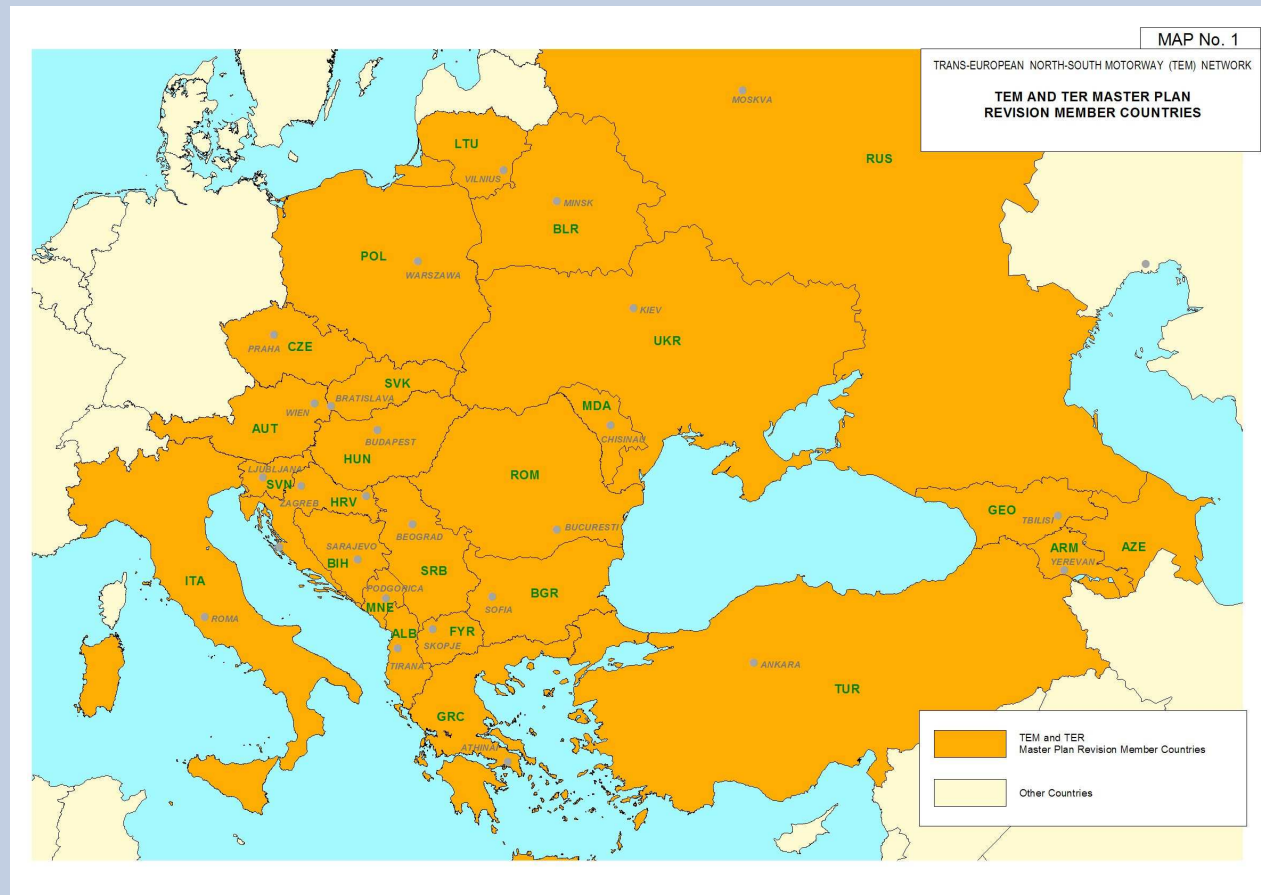 MAP No. 1
TRANS-EUROPEAN NORTH-SOUTH MOTORWAY (TEM) NETWORK
TEM AND TER MASTER PLAN
REVISION MEMBER COUNTRIES
MOSKVA
RUS
LTU
VILNIUS
MINSK
BLR
POL
WARSZAWA
KIEV
UKR
PRAHA
CZE
SVK
BRATISLAVA
WIEN
MDA
AUT
BUDAPEST
CHISINAU
HUN
LJUBLJANA
SVN
ZAGREB
HRV
ROM
BEOGRAD
BUCURESTI
GEO
TBILISI
SARAJEVO
BIH
ARM
YEREVAN
AZE
ITA
SRB
PODGORICA
MNE
BGR
SOFIA
ROMA
ALB
FYR
SKOPJE
TIRANA
ANKARA
TUR
GRC
ATHINAI
TEM and TER
Master Plan Revision Member Countries
Other Countries